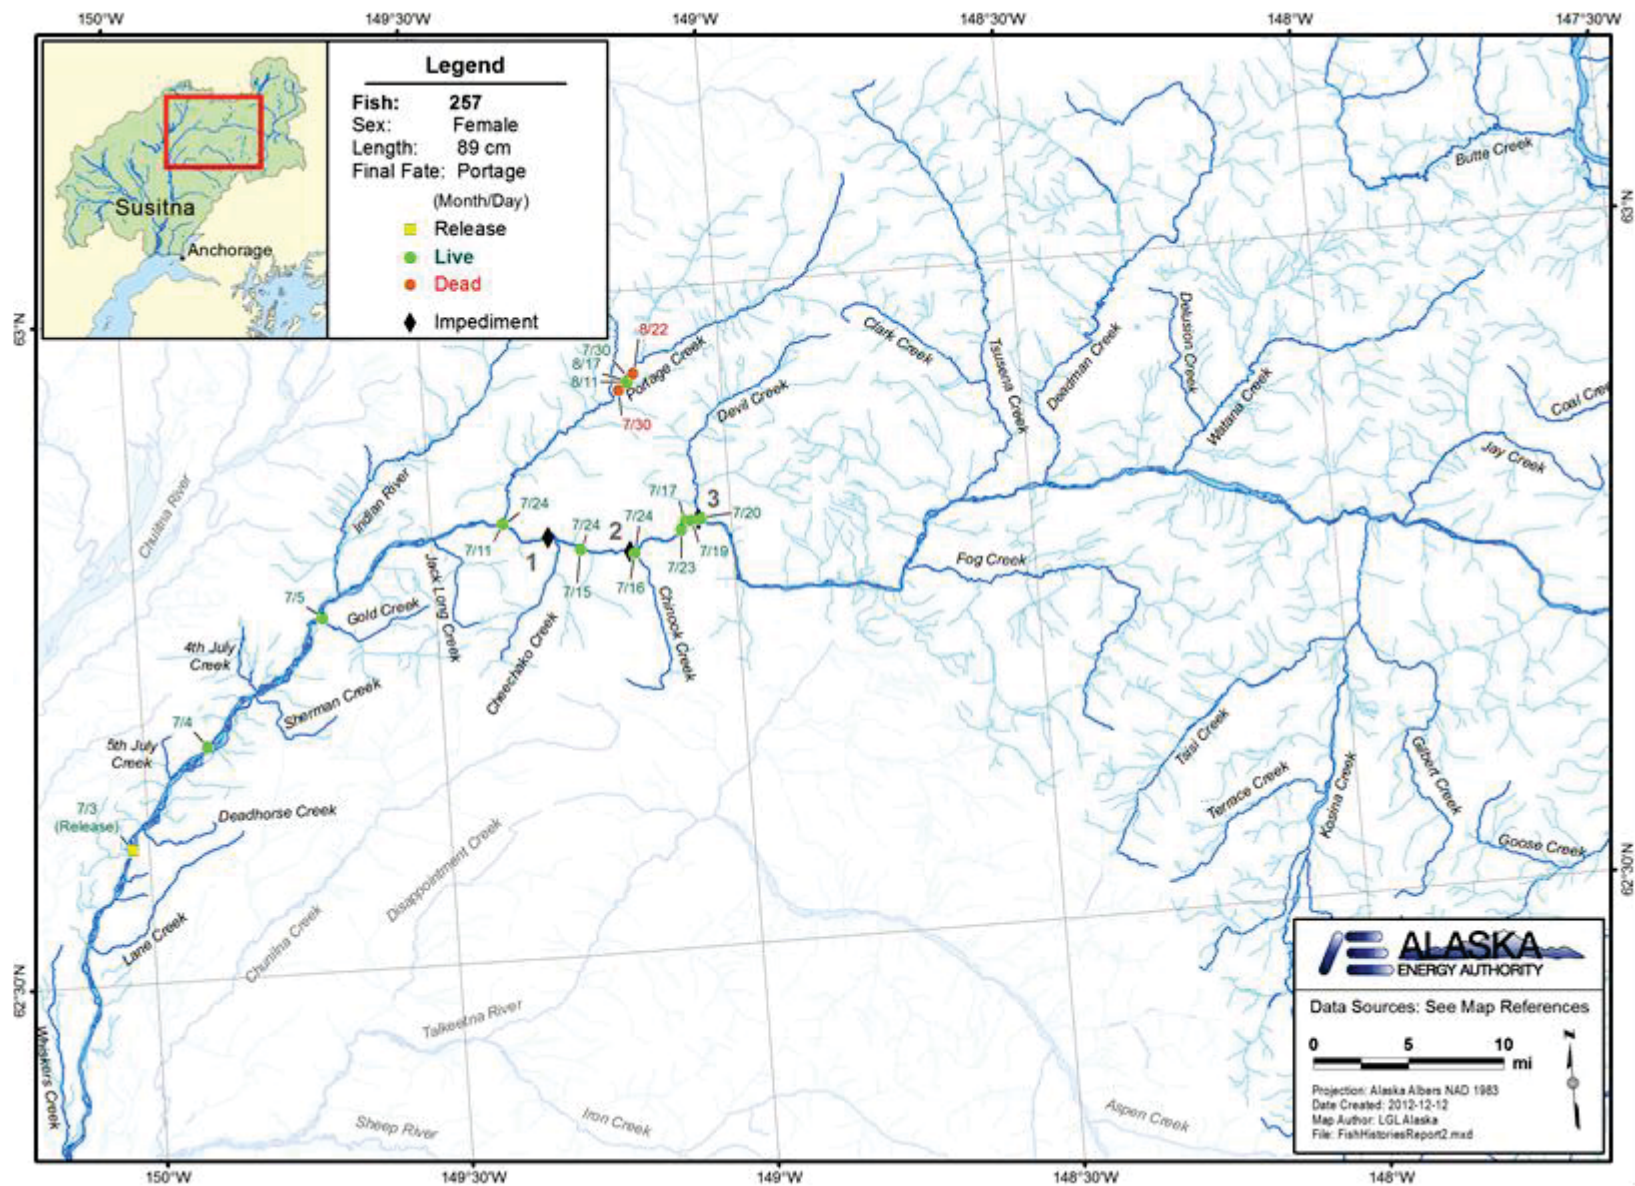 150°W 149°30'W 149°W 148°30'W 148°W 147°30'W
Legend
Fish: 257
Sex: Female
Length: 89 cm
Final Fate: Portage
(Month/Day)
Release
Live
Dead
Impediment
Susitna
Anchorage
63°N
63°N
Butte Creek
8/22
7/30
8/17
8/11
Portage Creek
7/30
Clark Creek
Devil Creek
Tsusena Creek
Deadman Creek
Delusion Creek
Watana Creek
Coal Cree
Jay Creek
Chulitna River
Indian River
7/24
7/11
1
7/24
7/15
2
7/24
7/16
7/17
3
7/20
7/19
7/23
Fog Creek
7/5
Gold Creek
Jack Long Creek
Cheechako Creek
Chinook Creek
4th July
Creek
Sherman Creek
7/4
5th July
Creek
7/3
(Release)
Deadhorse Creek
Lane Creek
Chunilna Creek
Disappointment Creek
Tsisi Creek
Terrace Creek
Kosina Creek
Gilbert Creek
Goose Creek
62°30'N
62°30'N
Whiskers Creek
Talkeetna River
Sheep River
Iron Creek
Aspen Creek
ALASKA
ENERGY AUTHORITY
Data Sources: See Map References
0 5 10
mi
N
Projection: Alaska Albers NAD 1983
Date Created: 2012-12-12
Map Author: LGL Alaska
File: FishHistoriesReport2.mxd
150°W 149°30'W 149°W 148°30'W 148°W